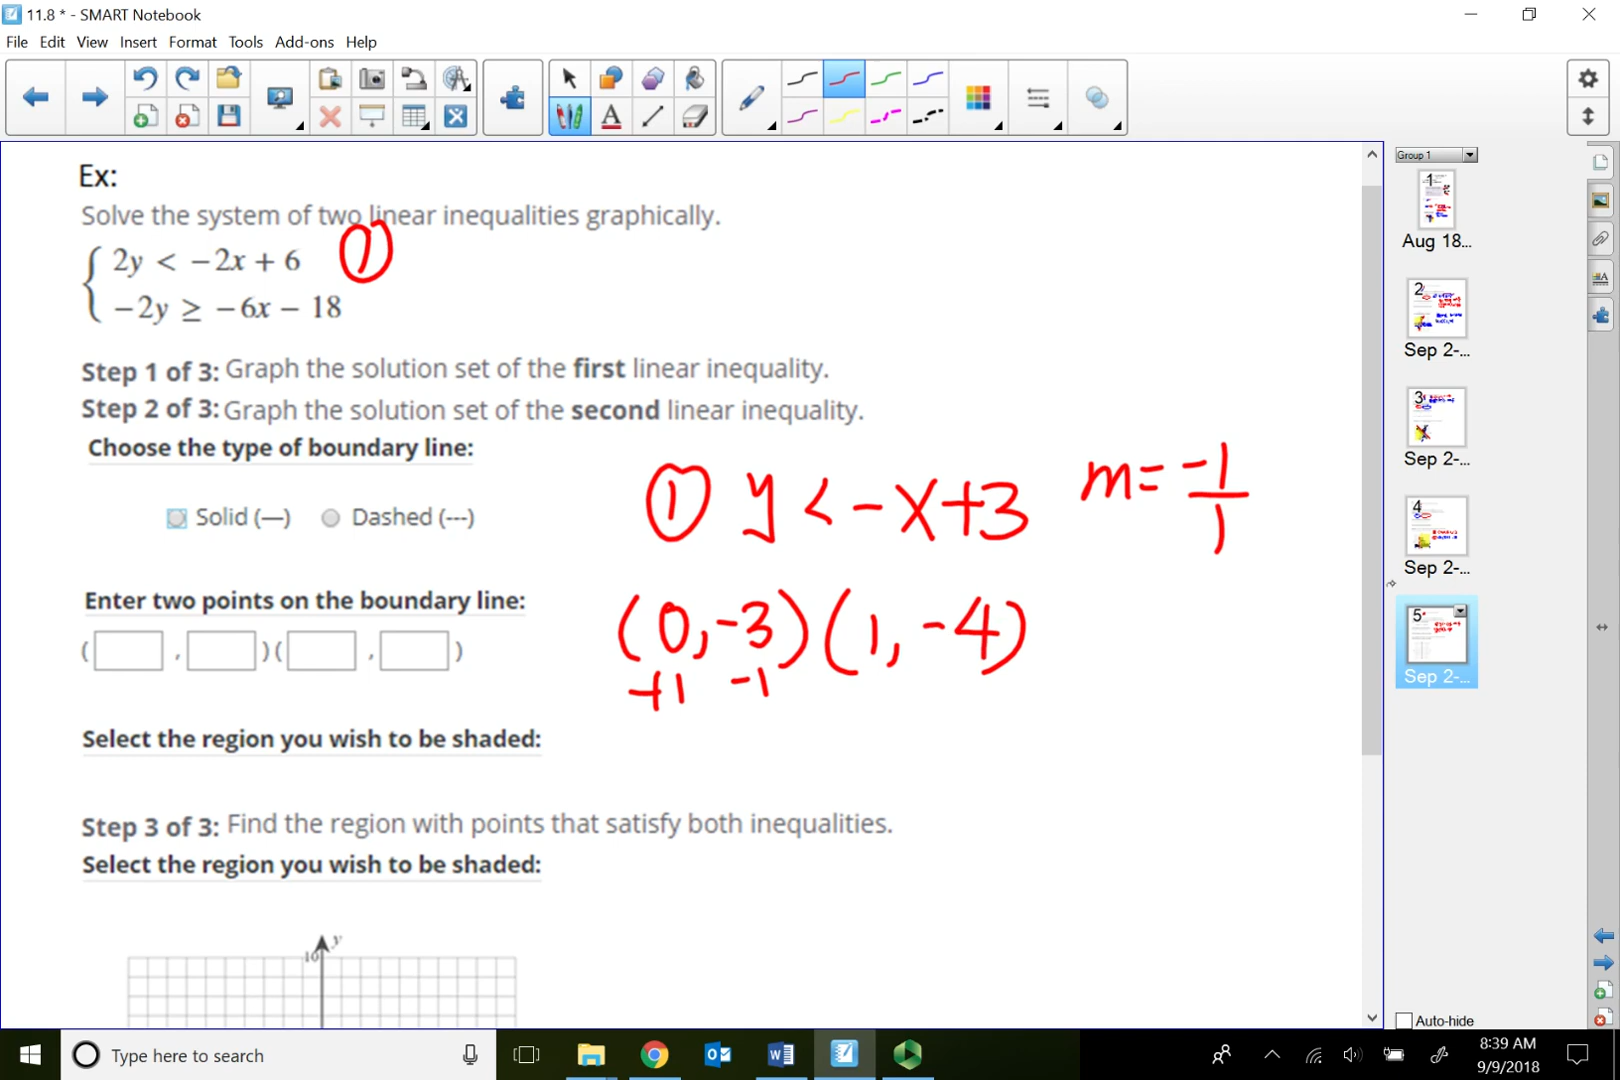 11.8 * - SMART Notebook
File Edit View Insert Format Tools Add-ons Help
Group 1
Ex:
Solve the system of two linear inequalities graphically.
2y < −2x + 6 ①
−2y ≥ −6x − 18
Step 1 of 3: Graph the solution set of the first linear inequality.
Step 2 of 3: Graph the solution set of the second linear inequality.
Choose the type of boundary line:
① y < -x+3 m = -1/1
Solid (—) Dashed (---)
Enter two points on the boundary line:
(0, -3) (1, -4)
( , )( , )
+1 -1
Select the region you wish to be shaded:
Step 3 of 3: Find the region with points that satisfy both inequalities.
Select the region you wish to be shaded:
y
10
1
Aug 18...
2
Sep 2-...
3
Sep 2-...
4
Sep 2-...
5
Sep 2-...
Auto-hide
Type here to search
8:39 AM
9/9/2018